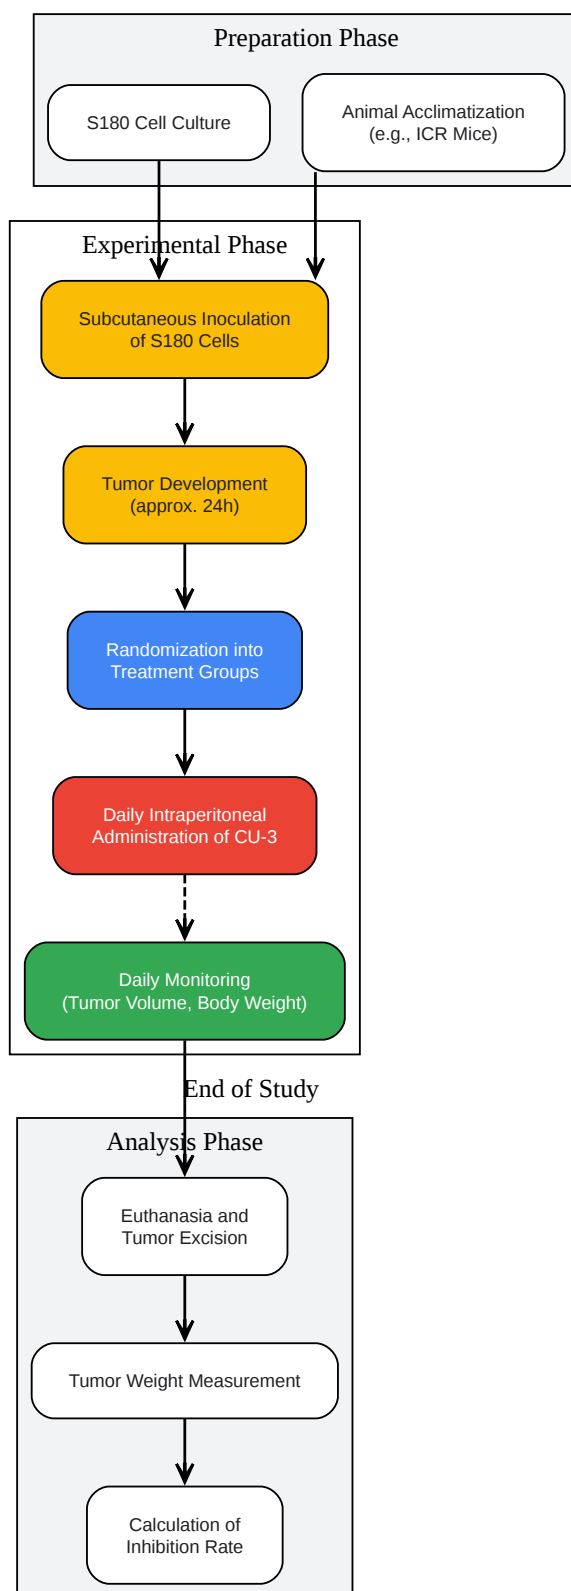 Preparation Phase
S180 Cell Culture
Animal Acclimatization
(e.g., ICR Mice)
Experimental Phase
Subcutaneous Inoculation
of S180 Cells
Tumor Development
(approx. 24h)
Randomization into
Treatment Groups
Daily Intraperitoneal
Administration of CU-3
Daily Monitoring
(Tumor Volume, Body Weight)
End of Study
Analysis Phase
Euthanasia and
Tumor Excision
Tumor Weight Measurement
Calculation of
Inhibition Rate